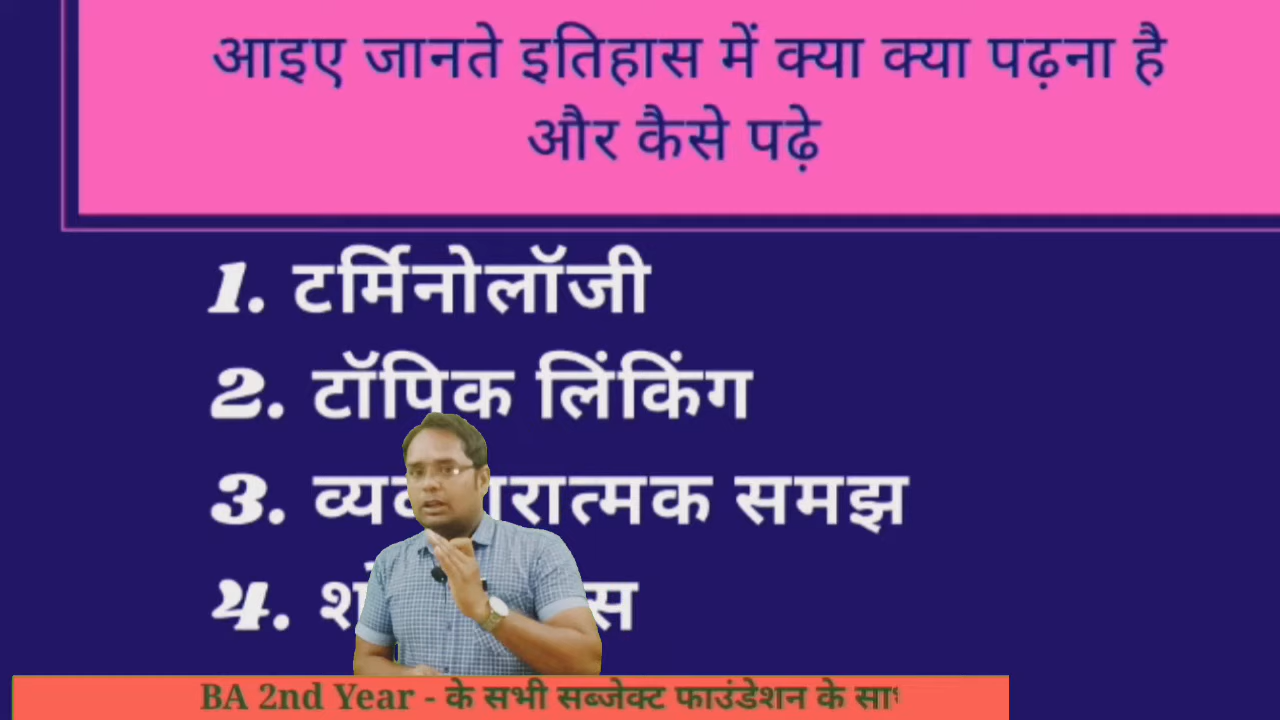 आइए जानते इतिहास में क्या क्या पढ़ना है
और कैसे पढ़े
1. टर्मिनोलॉजी
2. टॉपिक लिंकिंग
3. समझ
4.
BA 2nd Year - के सभी सब्जेक्ट फाउंडेशन के